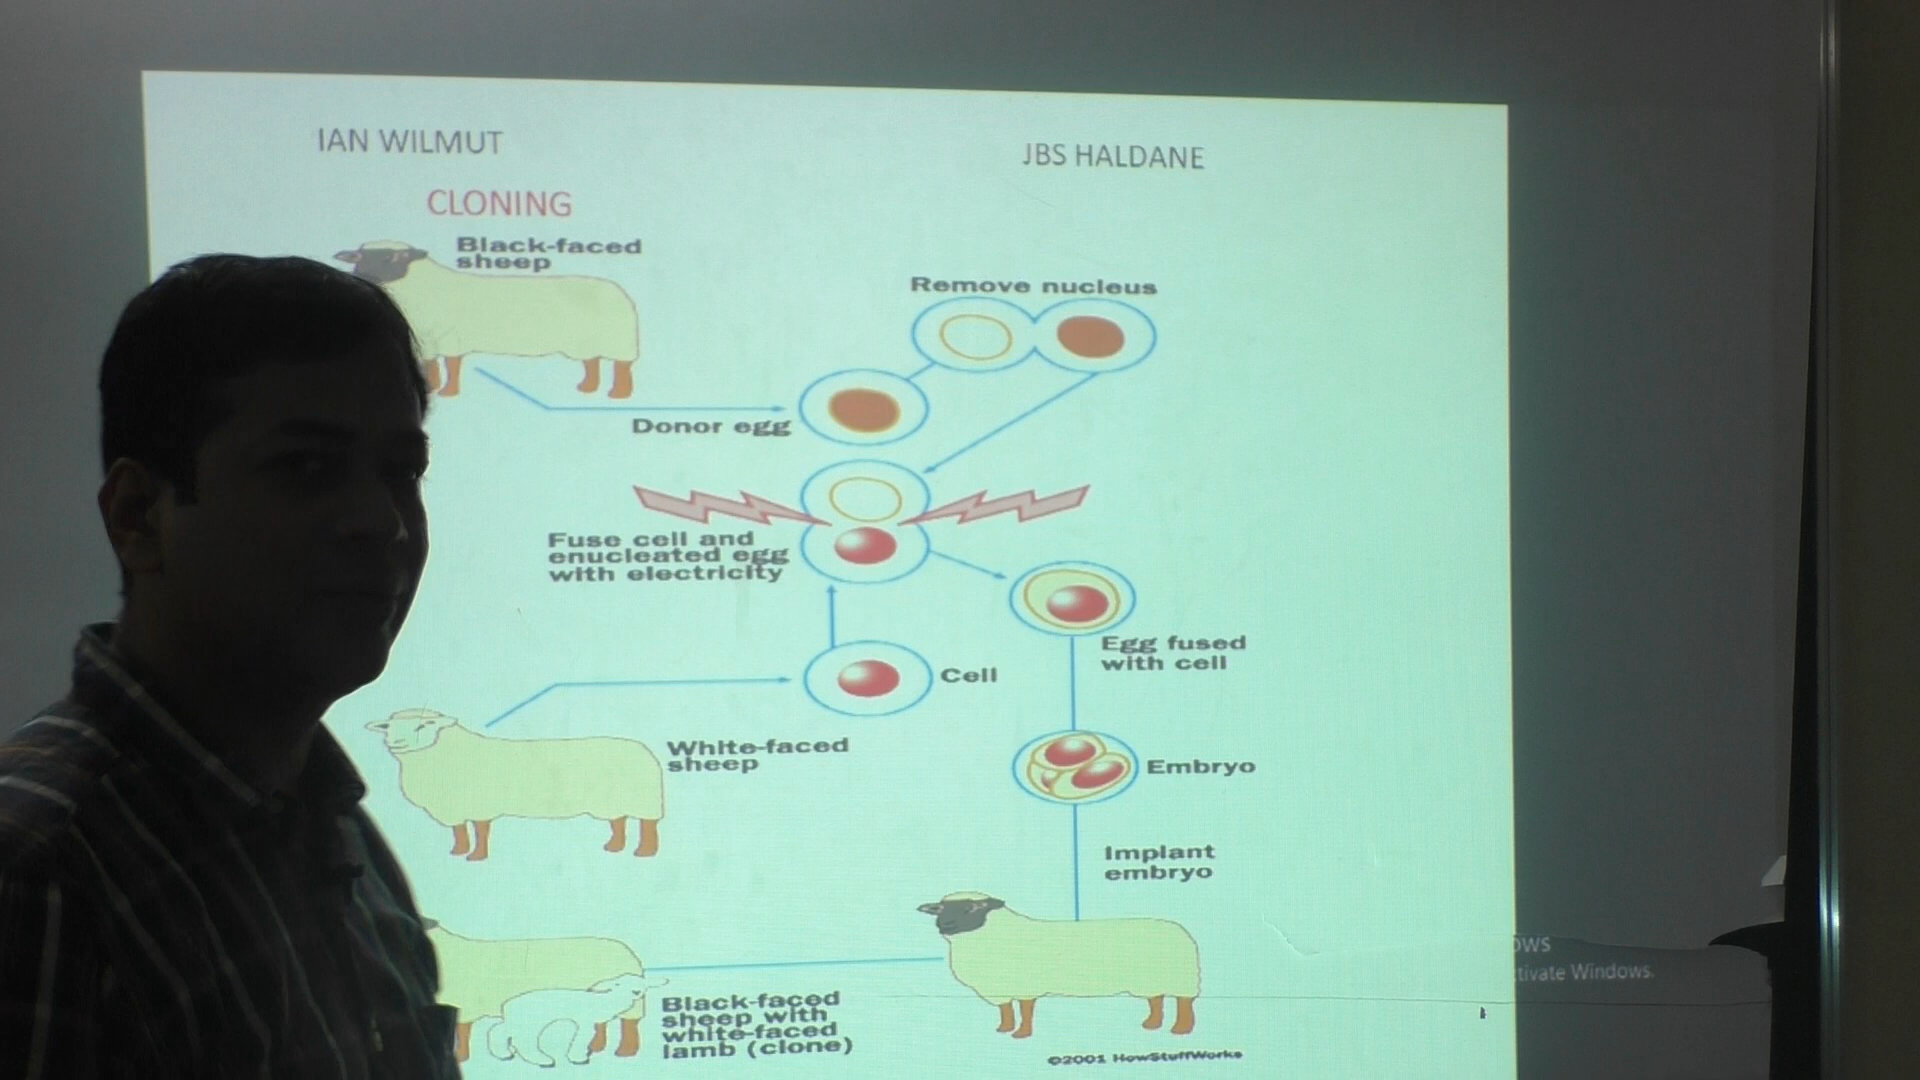 IAN WILMUT
JBS HALDANE
CLONING
Black-faced
sheep
Remove nucleus
Donor egg
Fuse cell and
enucleated egg
with electricity
Egg fused
with cell
Cell
White-faced
sheep
Embryo
Implant
embryo
Black-faced
sheep with
white-faced
lamb (clone)
©2001 HowStuffWorks
Windows.